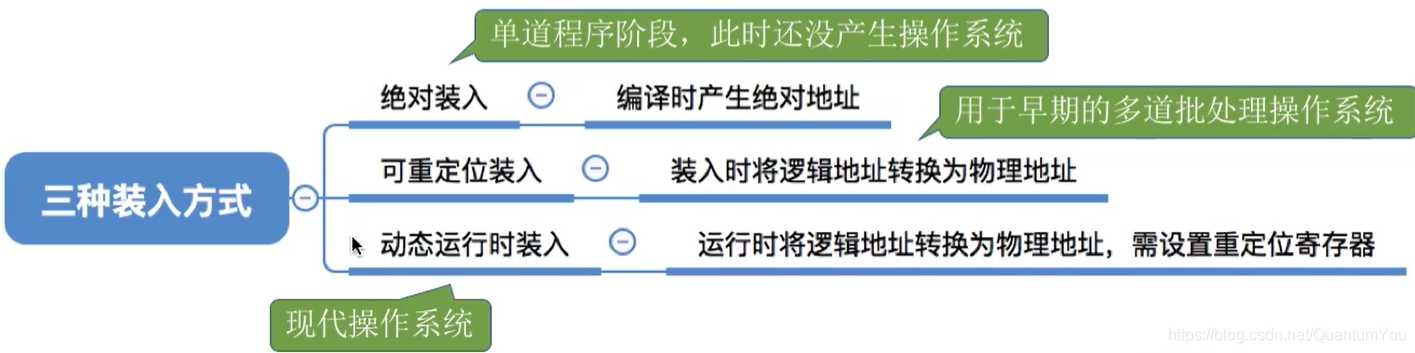 单道程序阶段，此时还没产生操作系统
绝对装入
编译时产生绝对地址
用于早期的多道批处理操作系统
可重定位装入
装入时将逻辑地址转换为物理地址
三种装入方式
动态运行时装入
运行时将逻辑地址转换为物理地址，需设置重定位寄存器
现代操作系统
https://blog.csdn.net/QuantumYou